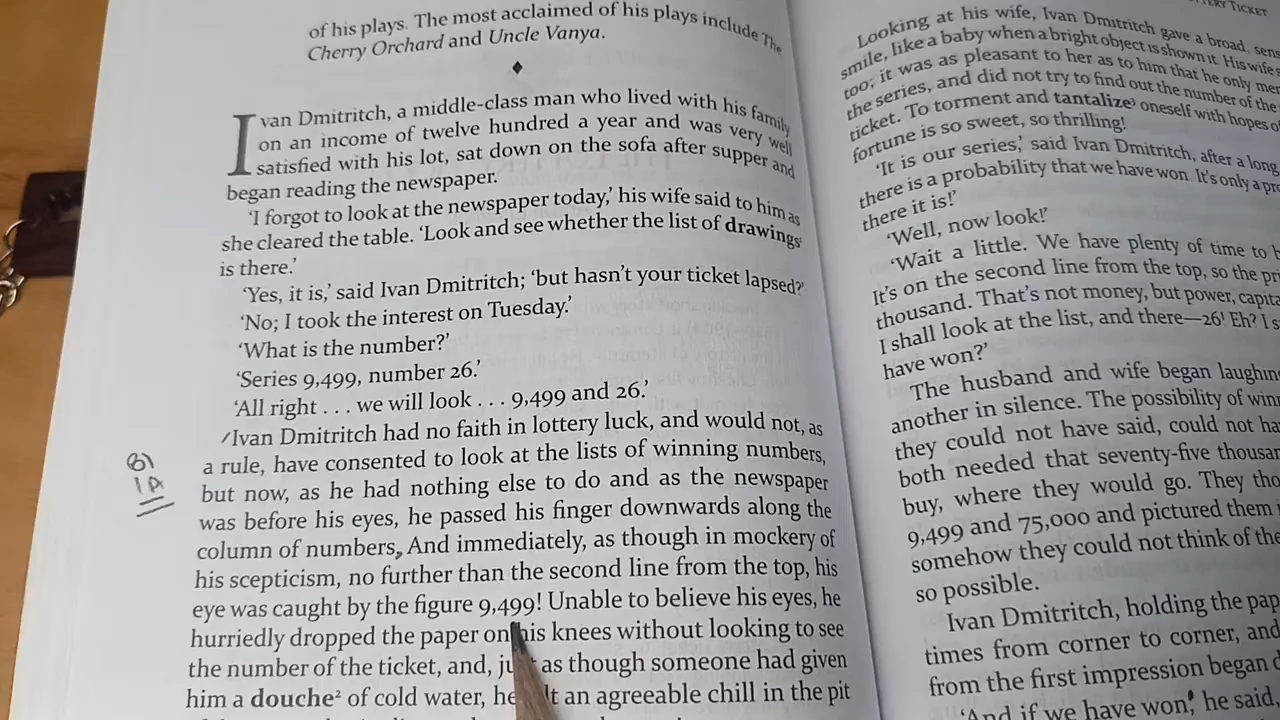 of his plays. The most acclaimed of his plays include The
Cherry Orchard and Uncle Vanya.
Ivan Dmitritch, a middle-class man who lived with his family
on an income of twelve hundred a year and was very well
satisfied with his lot, sat down on the sofa after supper and
began reading the newspaper.
'I forgot to look at the newspaper today,' his wife said to him as
she cleared the table. 'Look and see whether the list of drawings¹
is there.'
'Yes, it is,' said Ivan Dmitritch; 'but hasn't your ticket lapsed?'
'No; I took the interest on Tuesday.'
'What is the number?'
'Series 9,499, number 26.'
'All right . . . we will look . . . 9,499 and 26.'
Ivan Dmitritch had no faith in lottery luck, and would not, as
a rule, have consented to look at the lists of winning numbers,
but now, as he had nothing else to do and as the newspaper
was before his eyes, he passed his finger downwards along the
column of numbers. And immediately, as though in mockery of
his scepticism, no further than the second line from the top, his
eye was caught by the figure 9,499! Unable to believe his eyes, he
hurriedly dropped the paper on his knees without looking to see
the number of the ticket, and, just as though someone had given
him a douche² of cold water, he felt an agreeable chill in the pit
B)
1A
TICKET
Looking at his wife, Ivan Dmitritch gave a broad, sens
smile, like a baby when a bright object is shown it. His wife
too; it was as pleasant to her as to him that he only men
the series, and did not try to find out the number of the
ticket. To torment and tantalize³ oneself with hopes of
fortune is so sweet, so thrilling!
'It is our series,' said Ivan Dmitritch, after a long
there is a probability that we have won. It's only a pro
there it is!'
'Well, now look!'
'Wait a little. We have plenty of time to b
It's on the second line from the top, so the pri
thousand. That's not money, but power, capita
I shall look at the list, and there—26! Eh? I s
have won?'
The husband and wife began laughing
another in silence. The possibility of winn
they could not have said, could not ha
both needed that seventy-five thousan
buy, where they would go. They tho
9,499 and 75,000 and pictured them
somehow they could not think of the
so possible.
Ivan Dmitritch, holding the pap
times from corner to corner, and
from the first impression began d
'And if we have won,' he said,